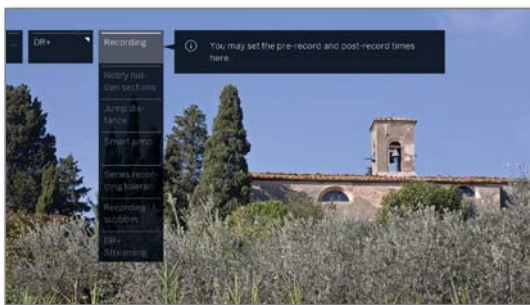 DR+
Recording
You may set the pre-record and post-record times
here.
Notify hid-
den sections
Jump dis-
tance
Smart jump
Series recor-
ding toleran
Recording
subtitles
DR+
Streaming